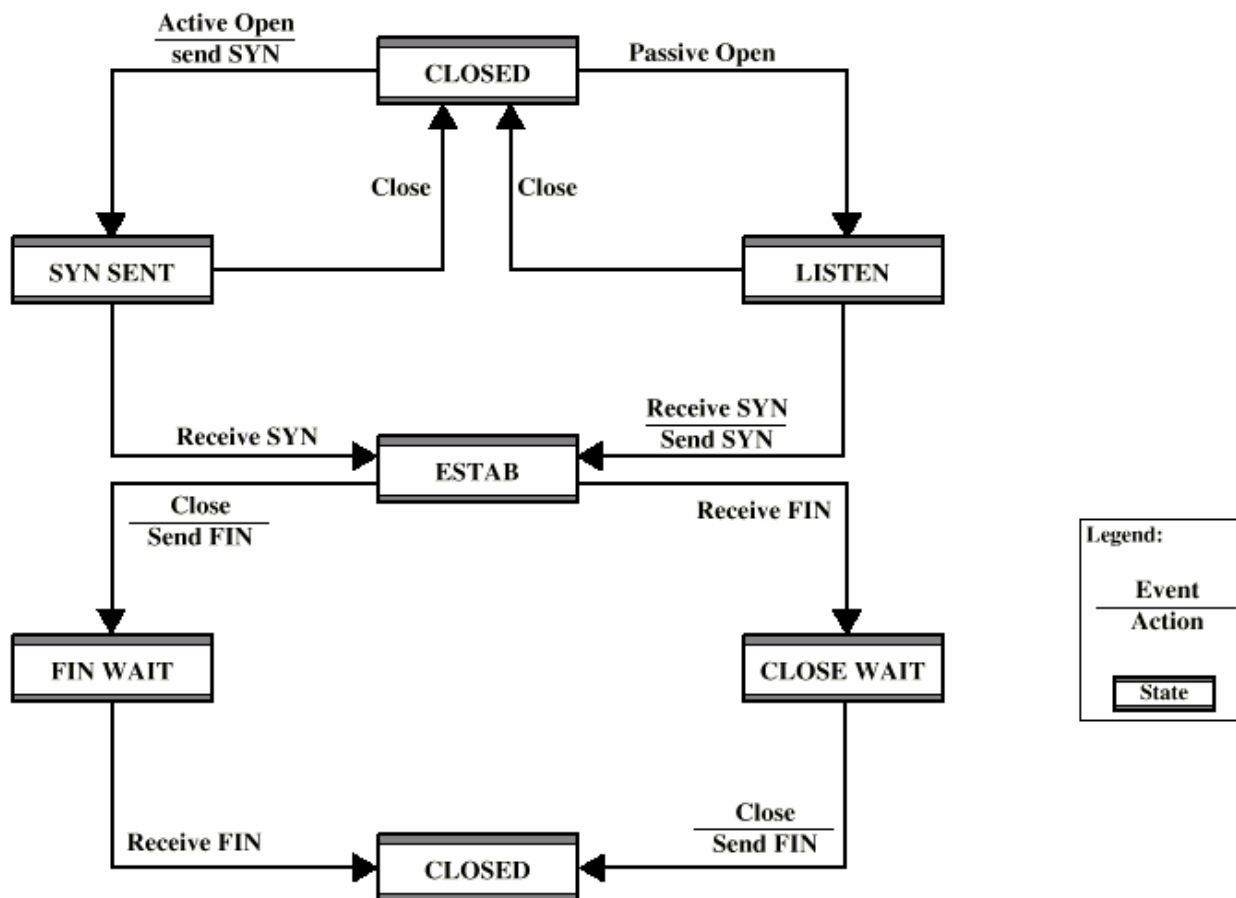 Active Open
send SYN
CLOSED
Passive Open
Close
Close
SYN SENT
LISTEN
Receive SYN
Receive SYN
Send SYN
ESTAB
Close
Send FIN
Receive FIN
Legend:
Event
Action
State
FIN WAIT
CLOSE WAIT
Receive FIN
Close
Send FIN
CLOSED